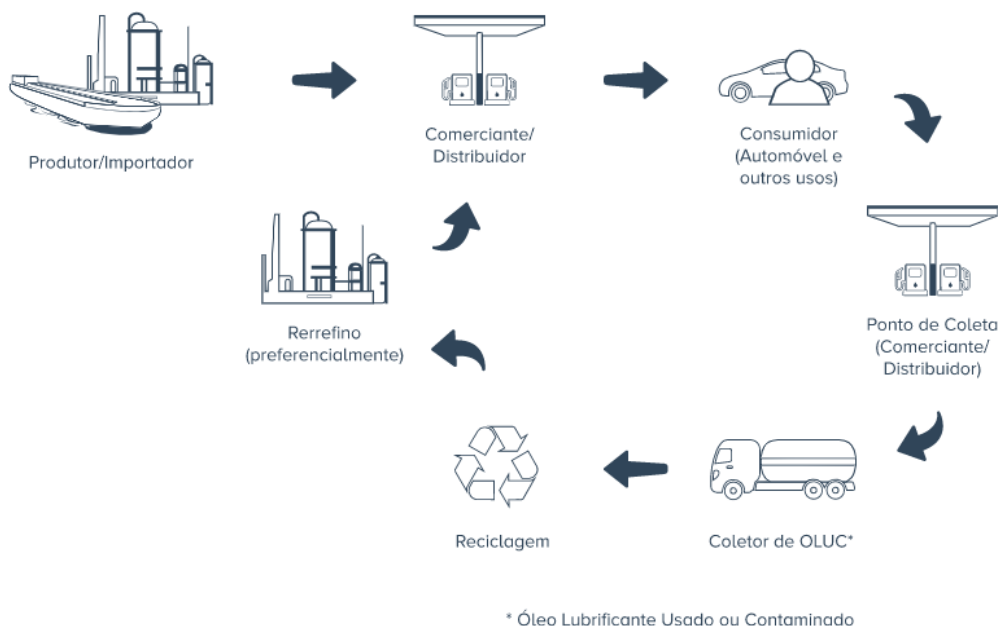 Produtor/Importador
Comerciante/
Distribuidor
Consumidor
(Automóvel e
outros usos)
Rerrefino
(preferencialmente)
Ponto de Coleta
(Comerciante/
Distribuidor)
Reciclagem
Coletor de OLUC*
* Óleo Lubrificante Usado ou Contaminado